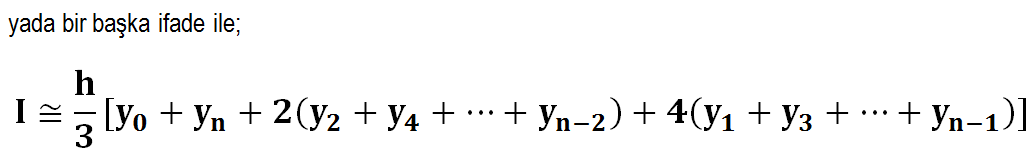 yada bir başka ifade ile;
I ≅ h/3 [y₀ + yₙ + 2(y₂ + y₄ + ⋯ + yₙ₋₂) + 4(y₁ + y₃ + ⋯ + yₙ₋₁)]